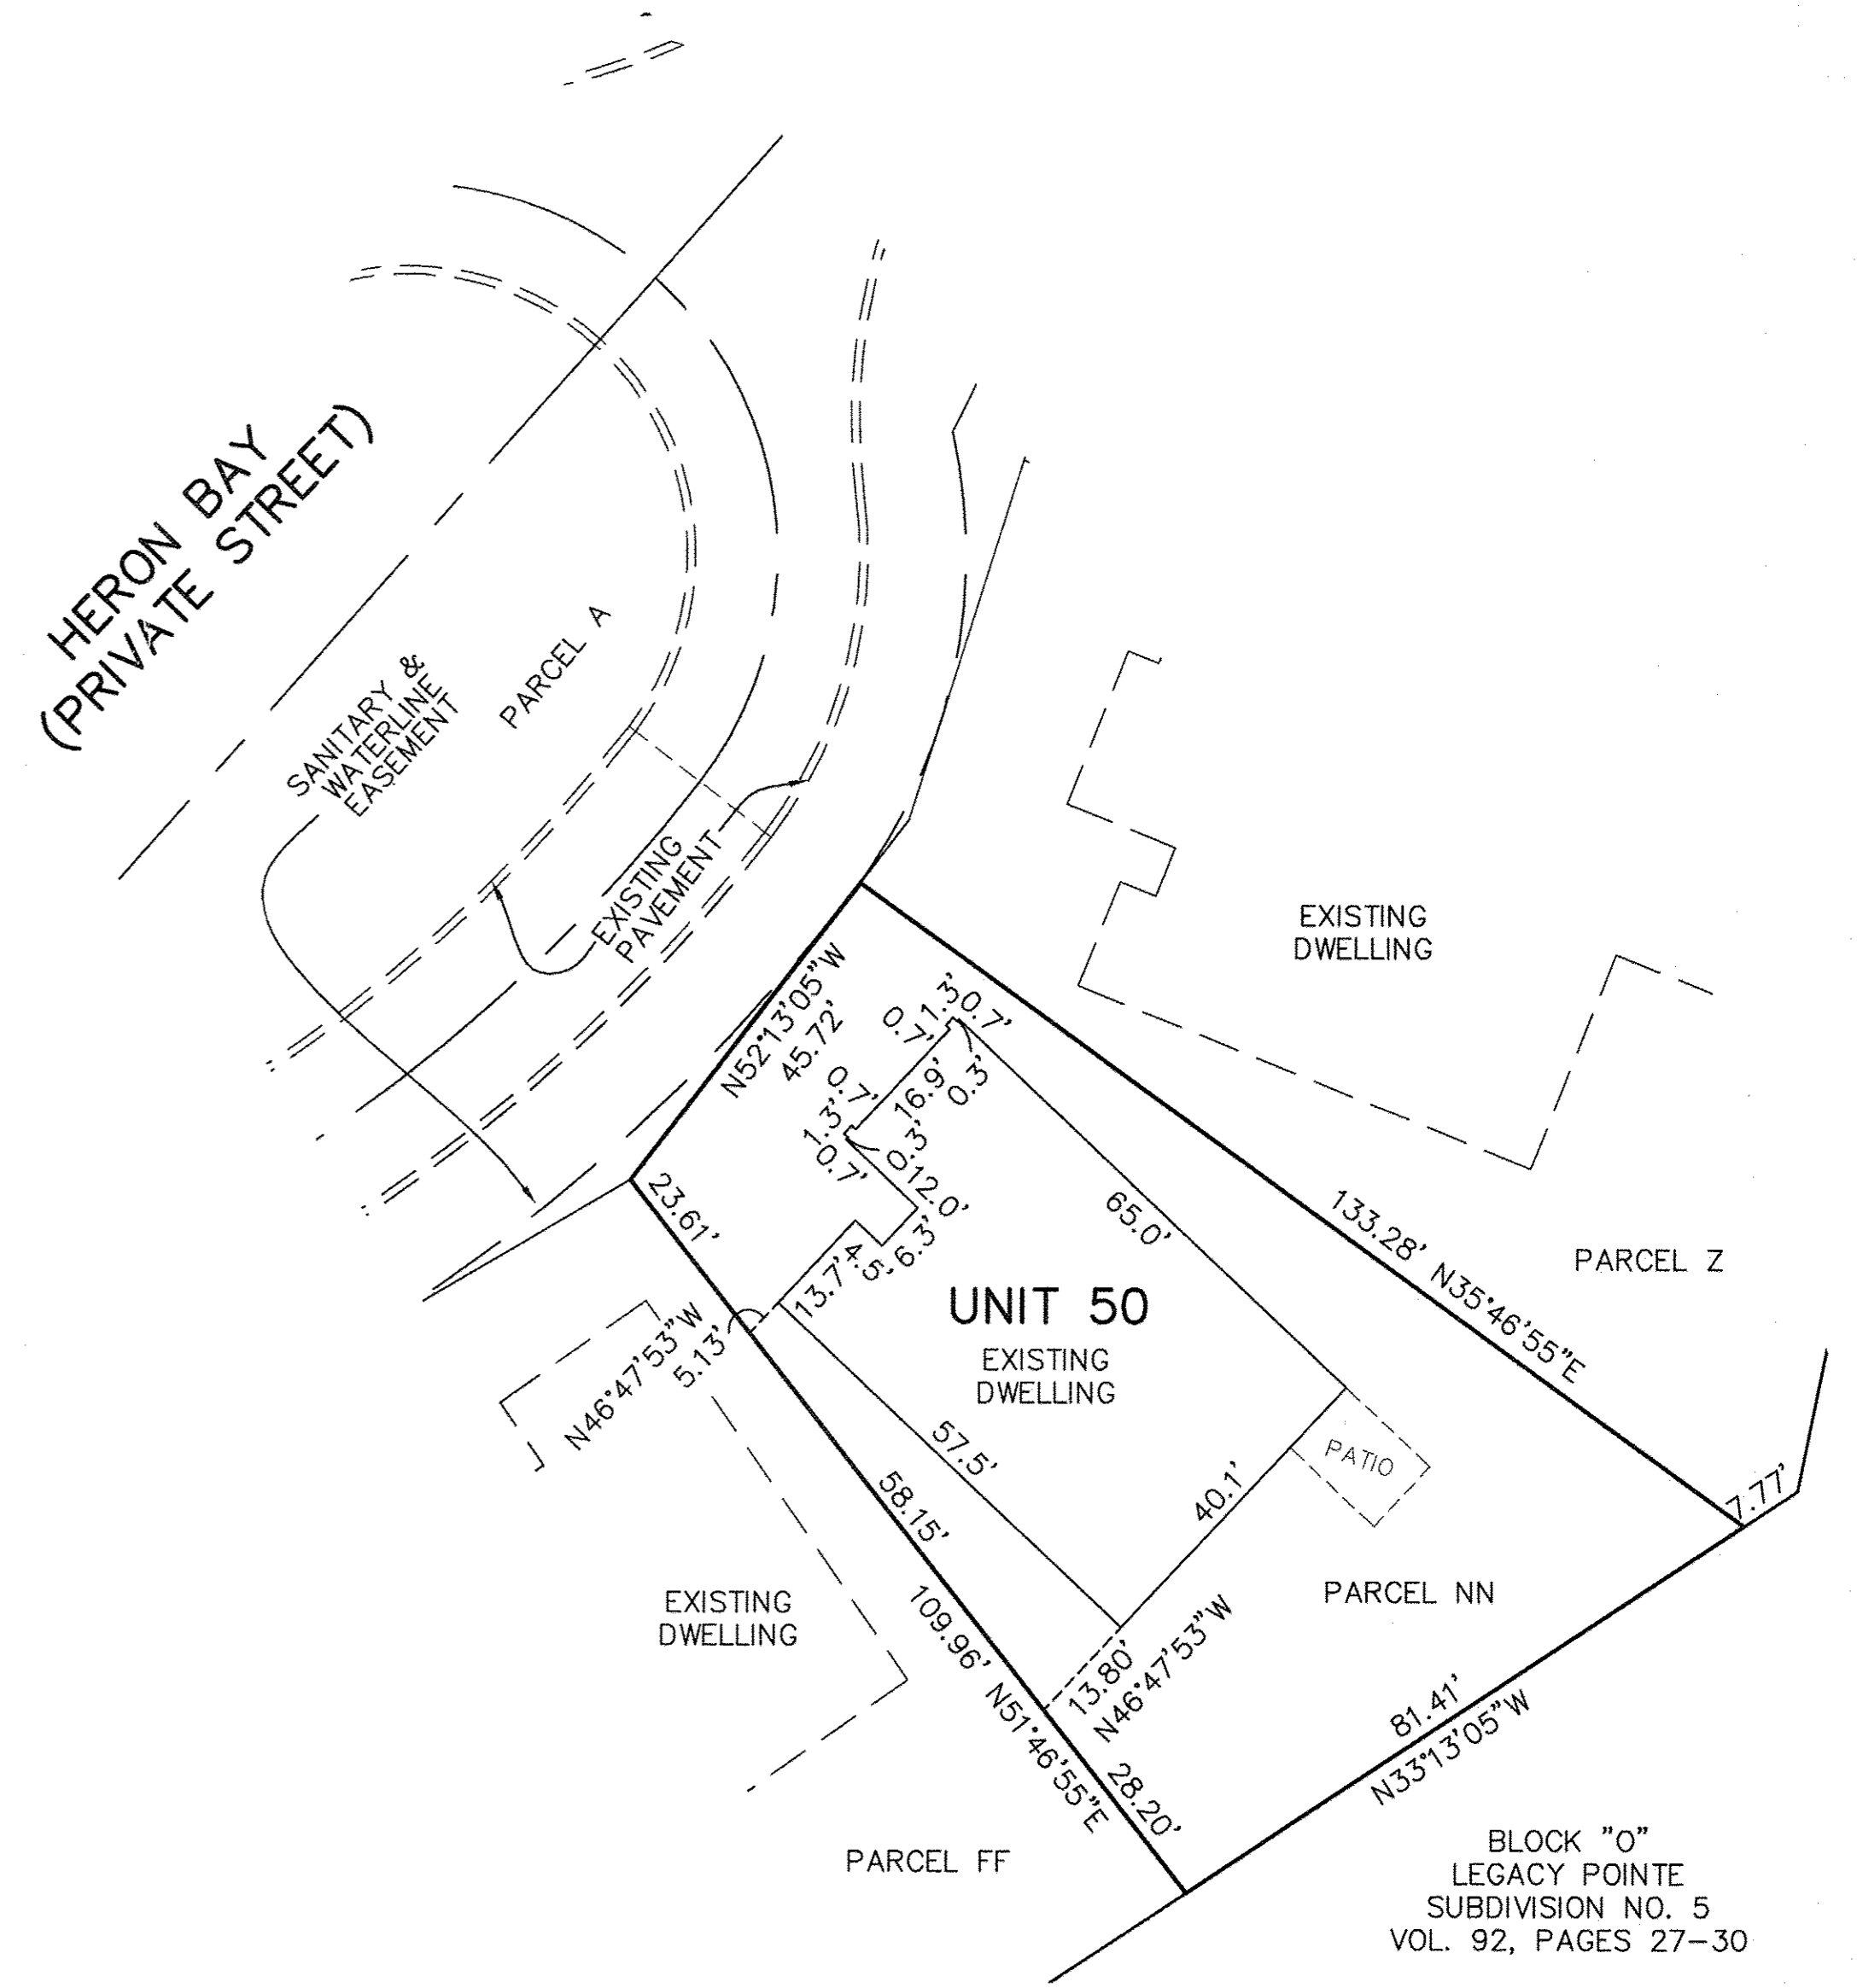 HERON BAY
(PRIVATE STREET)
SANITARY &
WATERLINE
EASEMENT
PARCEL A
EXISTING
PAVEMENT
EXISTING
DWELLING
N52°13'05"W
45.72'
0.7'
1.3'
0.7'
0.3'
16.9'
0.7'
1.3'
0.7'
0.3'
12.0'
6.3'
4.5'
13.7'
23.61'
65.0'
133.28' N35°46'55"E
PARCEL Z
UNIT 50
EXISTING
DWELLING
N46°47'53"W
5.13'
57.5'
40.1'
PATIO
7.77'
58.15'
109.96' N51°46'55"E
EXISTING
DWELLING
PARCEL NN
13.80'
N46°47'53"W
28.20'
81.41'
N33°13'05"W
PARCEL FF
BLOCK "O"
LEGACY POINTE
SUBDIVISION NO. 5
VOL. 92, PAGES 27-30